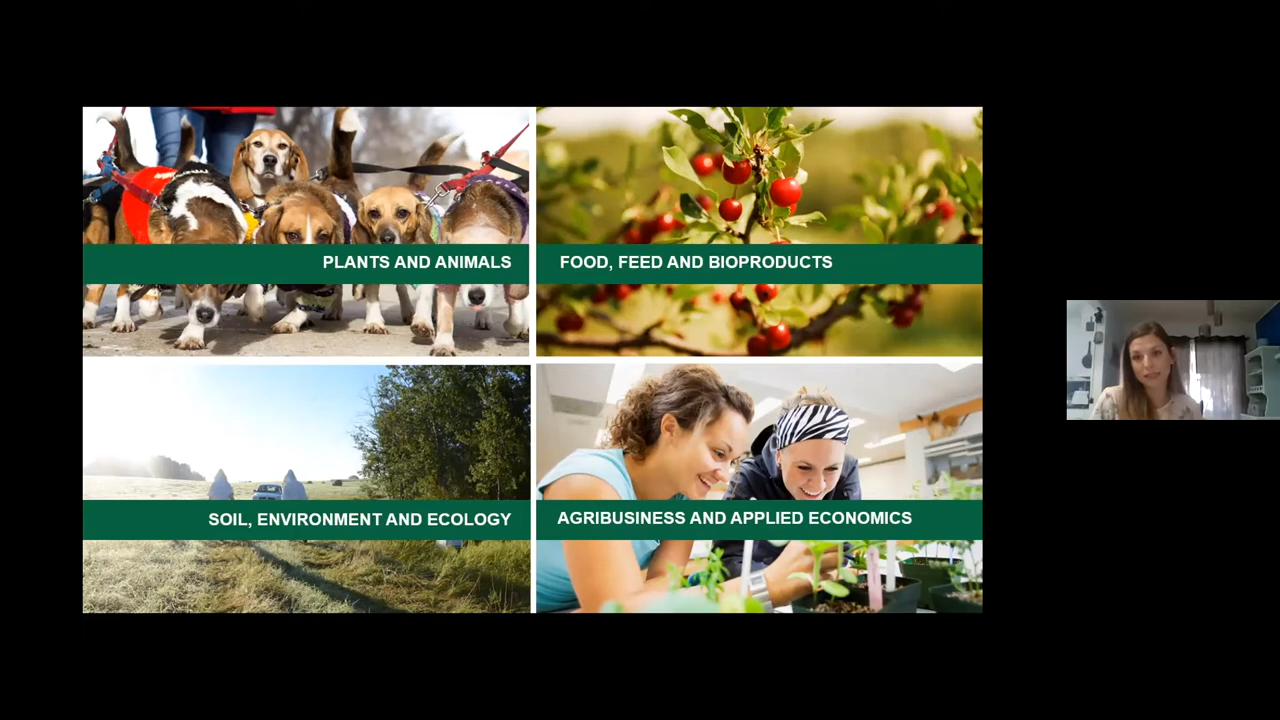 PLANTS AND ANIMALS
FOOD, FEED AND BIOPRODUCTS
SOIL, ENVIRONMENT AND ECOLOGY
AGRIBUSINESS AND APPLIED ECONOMICS